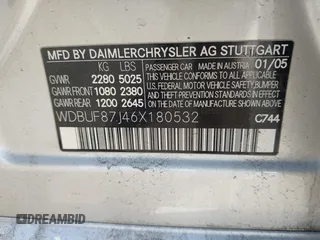 MFD BY DAIMLERCHRYSLER AG STUTTGART
PASSENGER CAR MADE IN AUSTRIA 01/05
KG LBS
GVWR 2280 5025
GAWR FRONT 1080 2380
GAWR REAR 1200 2645
THIS VEHICLE CONFORMS TO ALL APPLICABLE U.S. FEDERAL MOTOR VEHICLE SAFETY, BUMPER AND THEFT PREVENTION STANDARDS IN EFFECT ON THE DATE OF MANUFACTURE SHOWN ABOVE
WDBUF87J46X180532
C744
DREAMBID